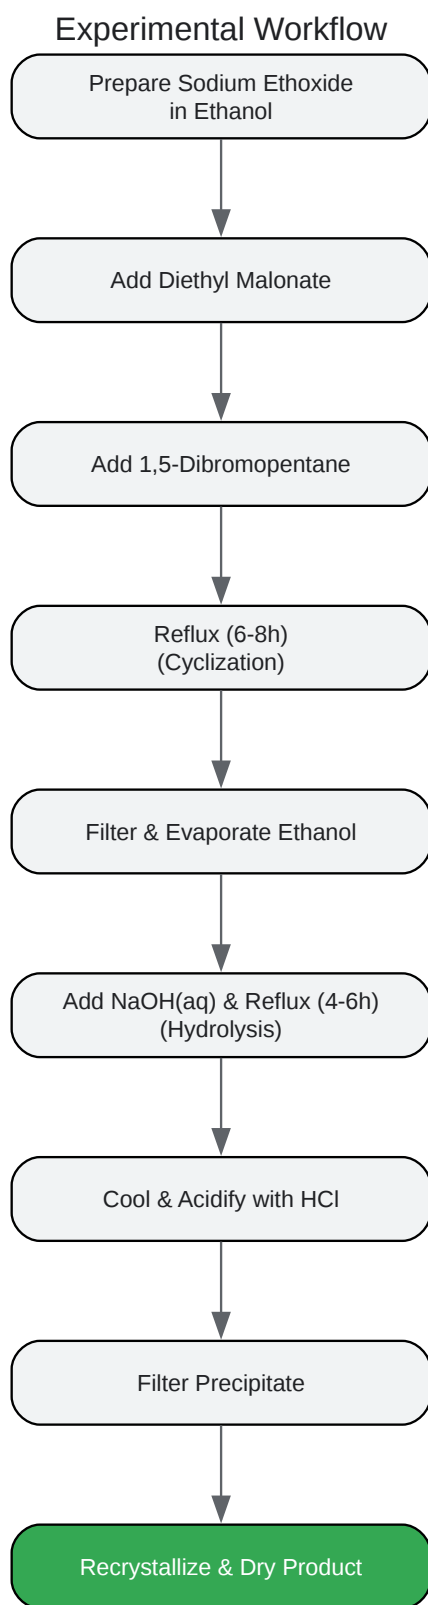 Experimental Workflow
Prepare Sodium Ethoxide
in Ethanol
Add Diethyl Malonate
Add 1,5-Dibromopentane
Reflux (6-8h)
(Cyclization)
Filter & Evaporate Ethanol
Add NaOH(aq) & Reflux (4-6h)
(Hydrolysis)
Cool & Acidify with HCl
Filter Precipitate
Recrystallize & Dry Product